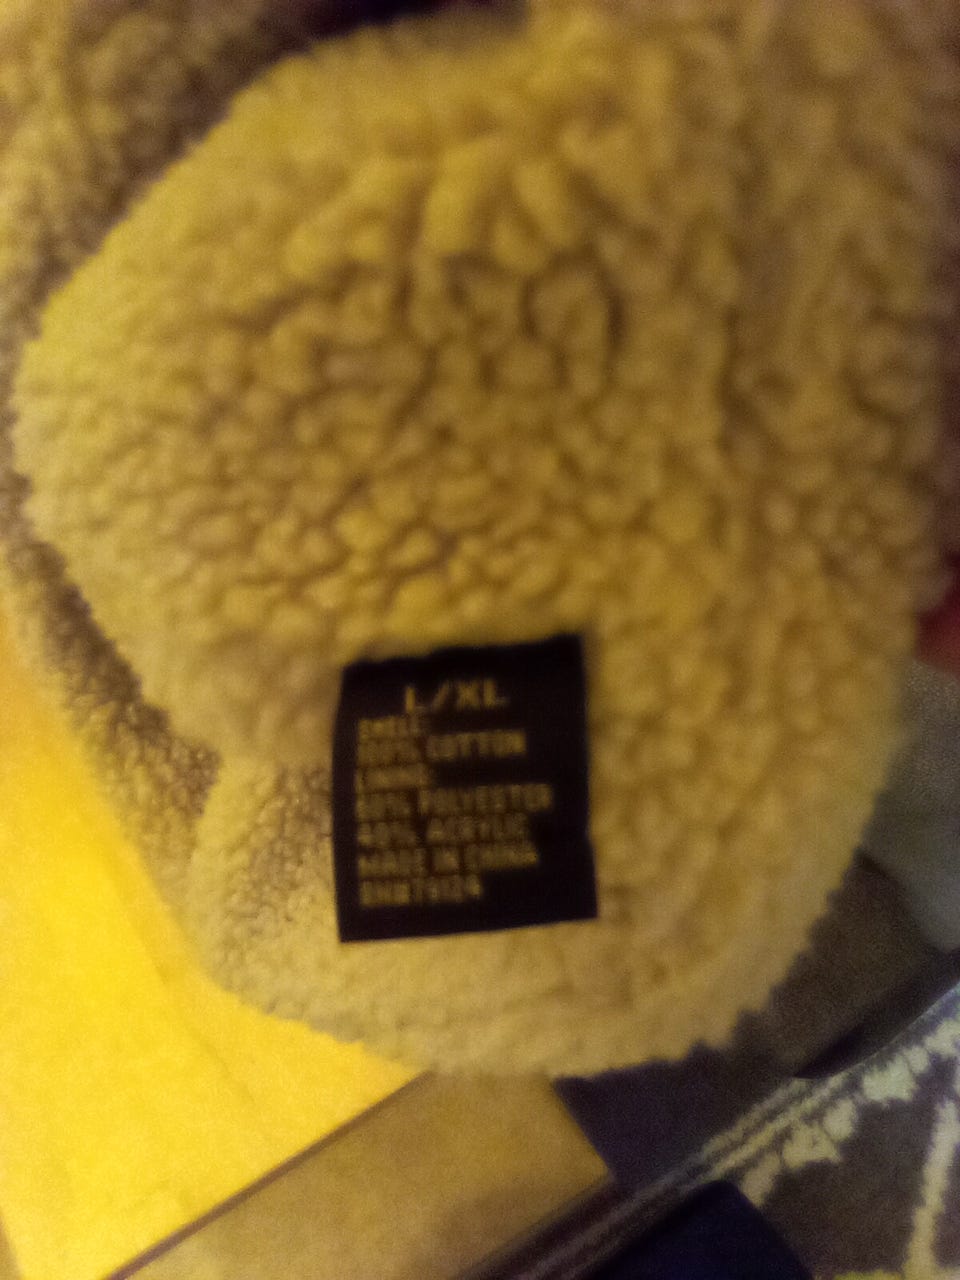 L/XL
SHELL:
100% COTTON
LINING:
60% POLYESTER
40% ACRYLIC
MADE IN CHINA